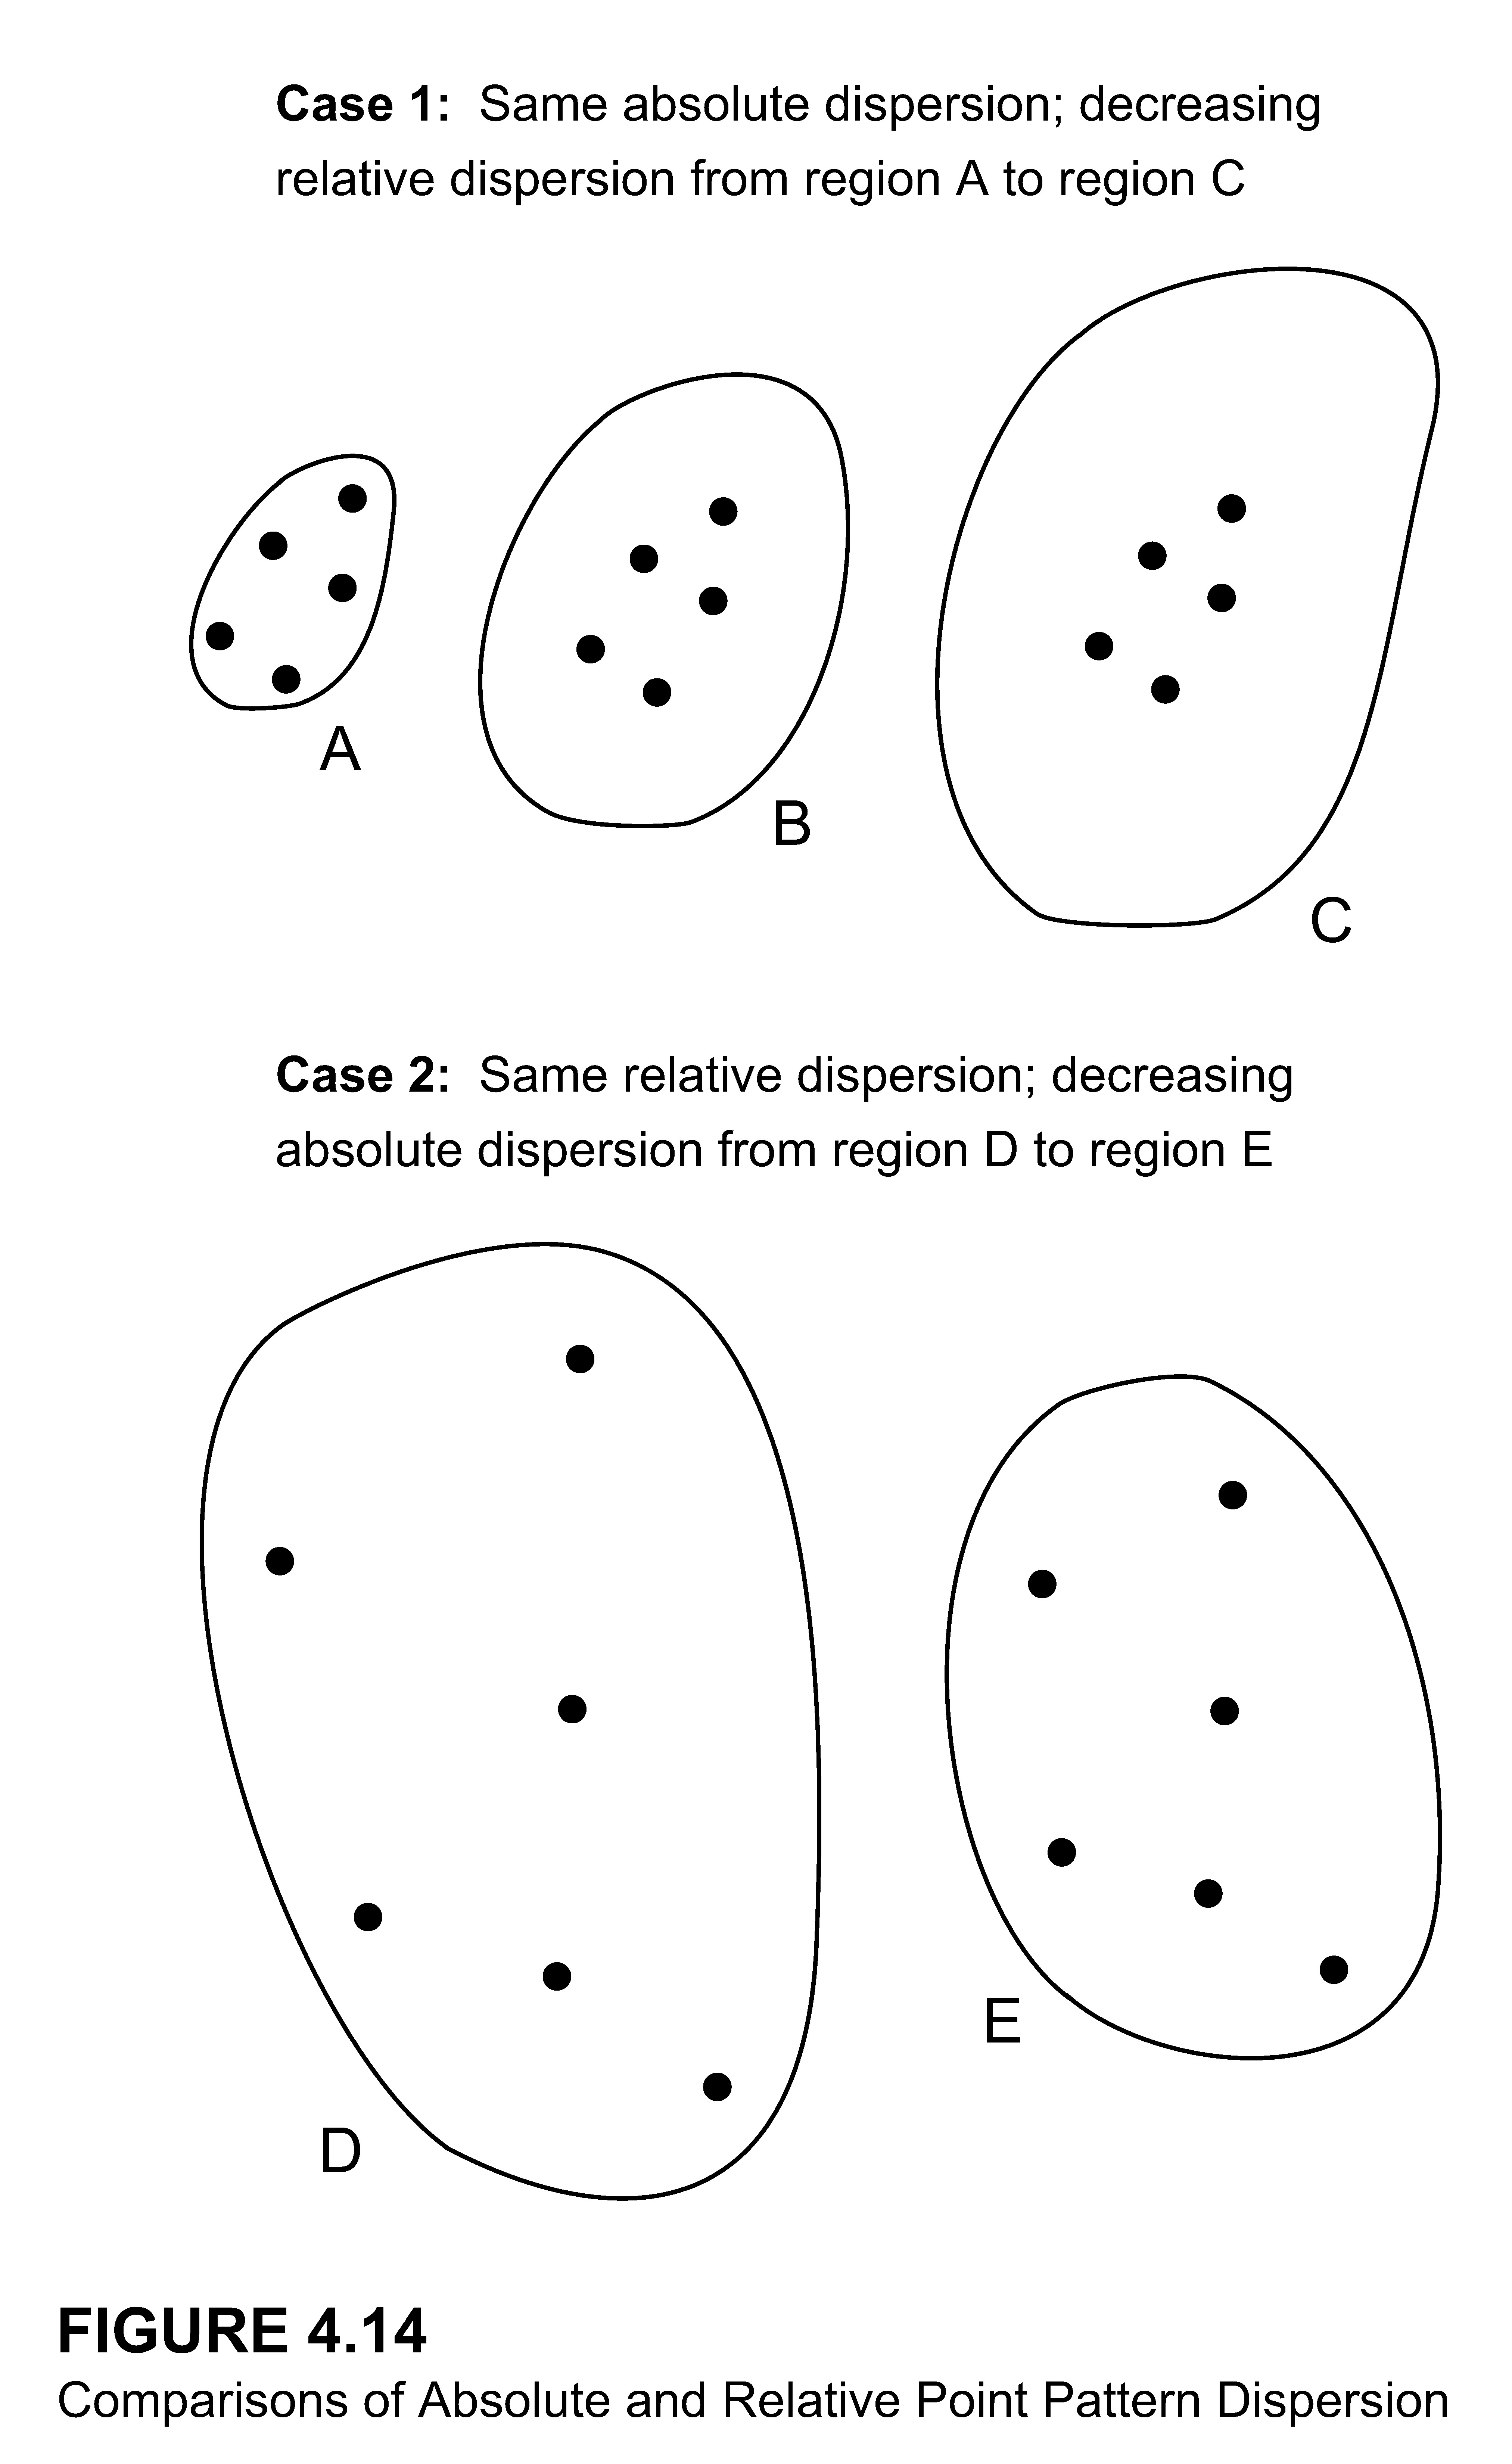 Case 1: Same absolute dispersion; decreasing
relative dispersion from region A to region C
A
B
C
Case 2: Same relative dispersion; decreasing
absolute dispersion from region D to region E
E
D
FIGURE 4.14
Comparisons of Absolute and Relative Point Pattern Dispersion